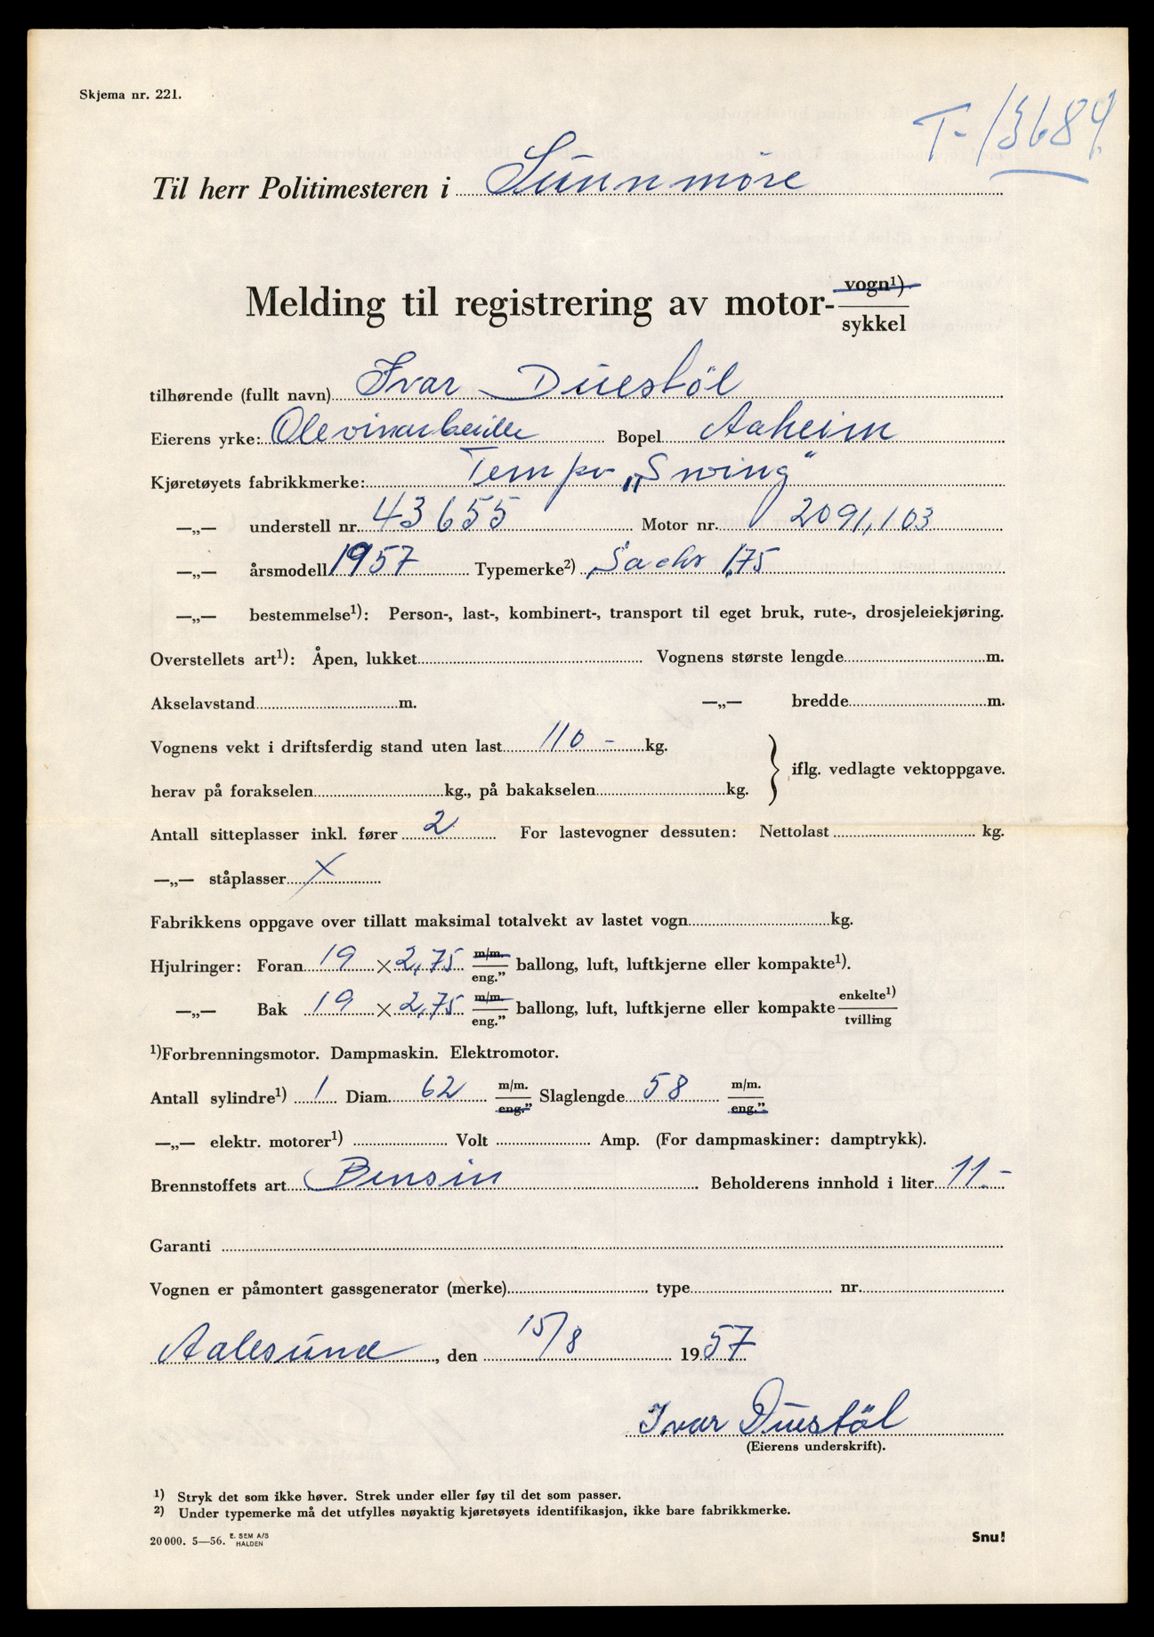 Skjema nr. 221.
T-13684
Til herr Politimesteren i Sunnmöre
Melding til registrering av motor- vogn¹).
sykkel
tilhørende (fullt navn) Ivar Duestöl
Eierens yrke: Olevinarbeider Bopel Aaheim
Kjøretøyets fabrikkmerke: Tempo „Swing"
—„— understell nr. 43655 Motor nr. 2091,103
—„— årsmodell 1957 Typemerke²) Sachs 175
—„— bestemmelse¹): Person-, last-, kombinert-, transport til eget bruk, rute-, drosjeleiekjøring.
Overstellets art¹): Åpen, lukket Vognens største lengde m.
Akselavstand m. —„— bredde m.
Vognens vekt i driftsferdig stand uten last 110 - kg.
iflg. vedlagte vektoppgave.
herav på forakselen kg., på bakakselen kg.
Antall sitteplasser inkl. fører 2 For lastevogner dessuten: Nettolast kg.
—„— ståplasser X
Fabrikkens oppgave over tillatt maksimal totalvekt av lastet vogn kg.
Hjulringer: Foran 19 × 2,75 m/m. eng." ballong, luft, luftkjerne eller kompakte¹).
—„— Bak 19 × 2,75 m/m. eng." ballong, luft, luftkjerne eller kompakte enkelte¹) tvilling
¹)Forbrenningsmotor. Dampmaskin. Elektromotor.
Antall sylindre¹) 1 Diam. 62 m/m. eng." Slaglengde 58 m/m. eng."
—„— elektr. motorer¹) Volt Amp. (For dampmaskiner: damptrykk).
Brennstoffets art Bensin Beholderens innhold i liter 11.-
Garanti
Vognen er påmontert gassgenerator (merke) type nr.
Aalesund, den 15/8 1957
Ivar Duestöl
(Eierens underskrift).
¹) Stryk det som ikke høver. Strek under eller føy til det som passer.
²) Under typemerke må det utfylles nøyaktig kjøretøyets identifikasjon, ikke bare fabrikkmerke.
20 000. 5—56. E. SEM A/S HALDEN
Snu!